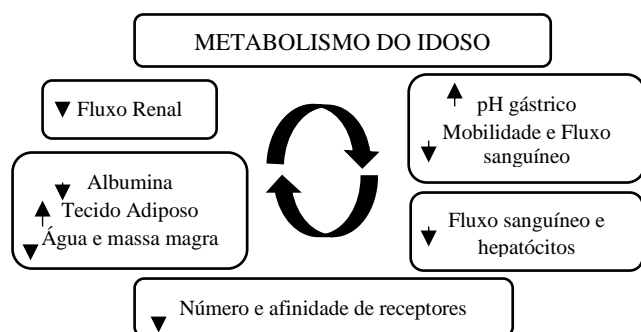 METABOLISMO DO IDOSO
Fluxo Renal
pH gástrico
Mobilidade e Fluxo
sanguíneo
Albumina
Tecido Adiposo
Água e massa magra
Fluxo sanguíneo e
hepatócitos
Número e afinidade de receptores